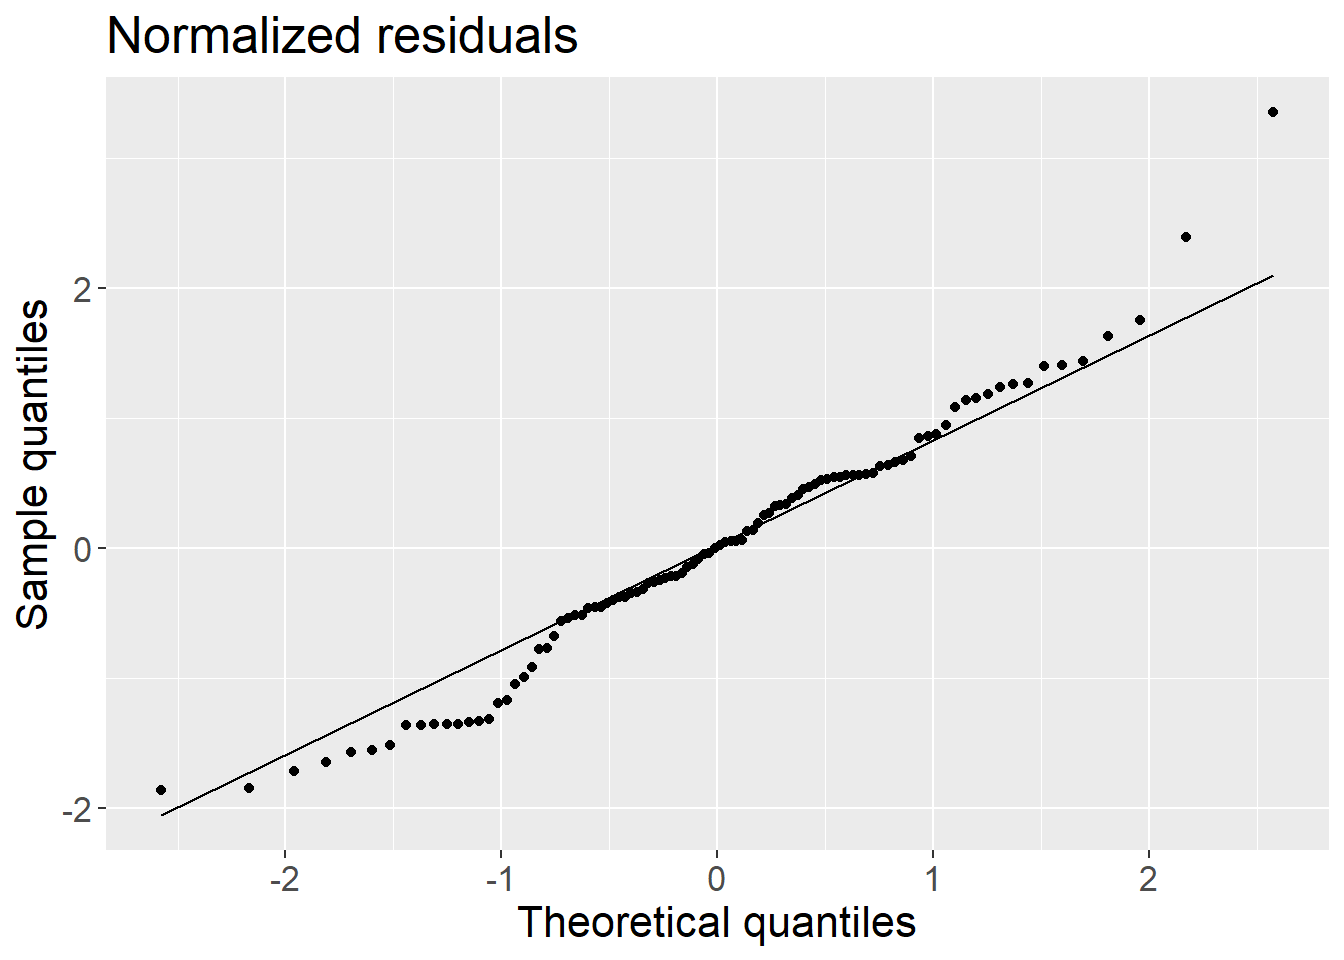 Normalized residuals
Sample quantiles
2
0
-2
-2
-1
0
1
2
Theoretical quantiles